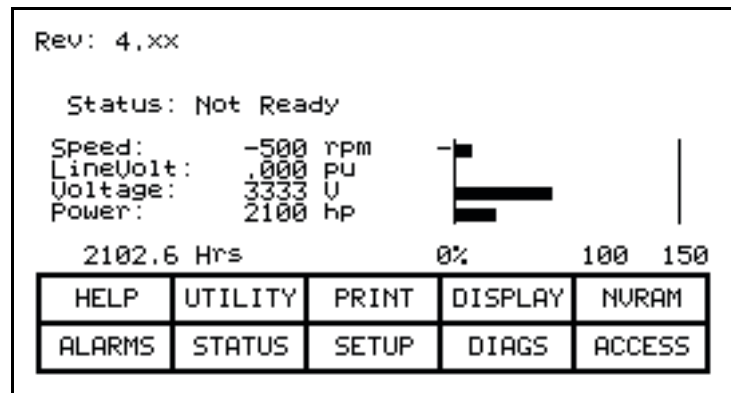 Rev: 4.xx
Status: Not Ready
Speed: -500 rpm -
LineVolt: .000 pu
Voltage: 3333 V
Power: 2100 hp
2102.6 Hrs 0% 100 150
HELP UTILITY PRINT DISPLAY NVRAM
ALARMS STATUS SETUP DIAGS ACCESS